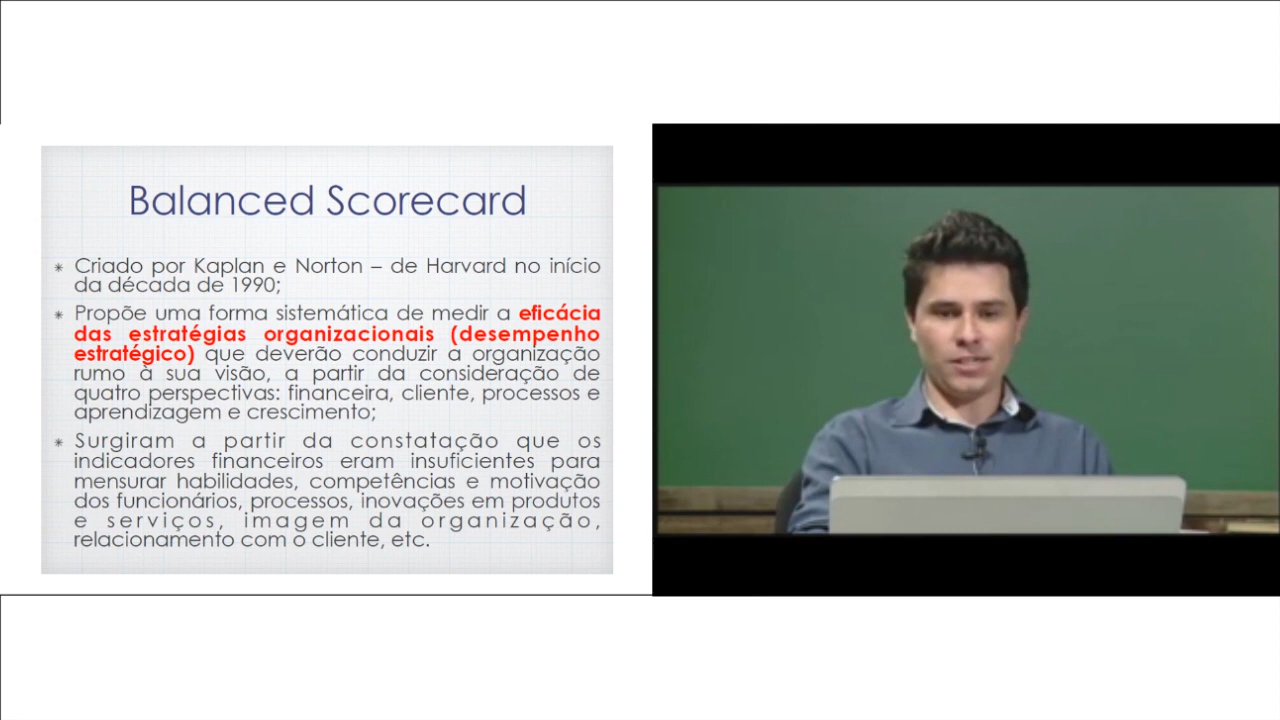 Balanced Scorecard
* Criado por Kaplan e Norton – de Harvard no início
da década de 1990;
* Propõe uma forma sistemática de medir a eficácia
das estratégias organizacionais (desempenho
estratégico) que deverão conduzir a organização
rumo à sua visão, a partir da consideração de
quatro perspectivas: financeira, cliente, processos e
aprendizagem e crescimento;
* Surgiram a partir da constatação que os
indicadores financeiros eram insuficientes para
mensurar habilidades, competências e motivação
dos funcionários, processos, inovações em produtos
e serviços, imagem da organização,
relacionamento com o cliente, etc.